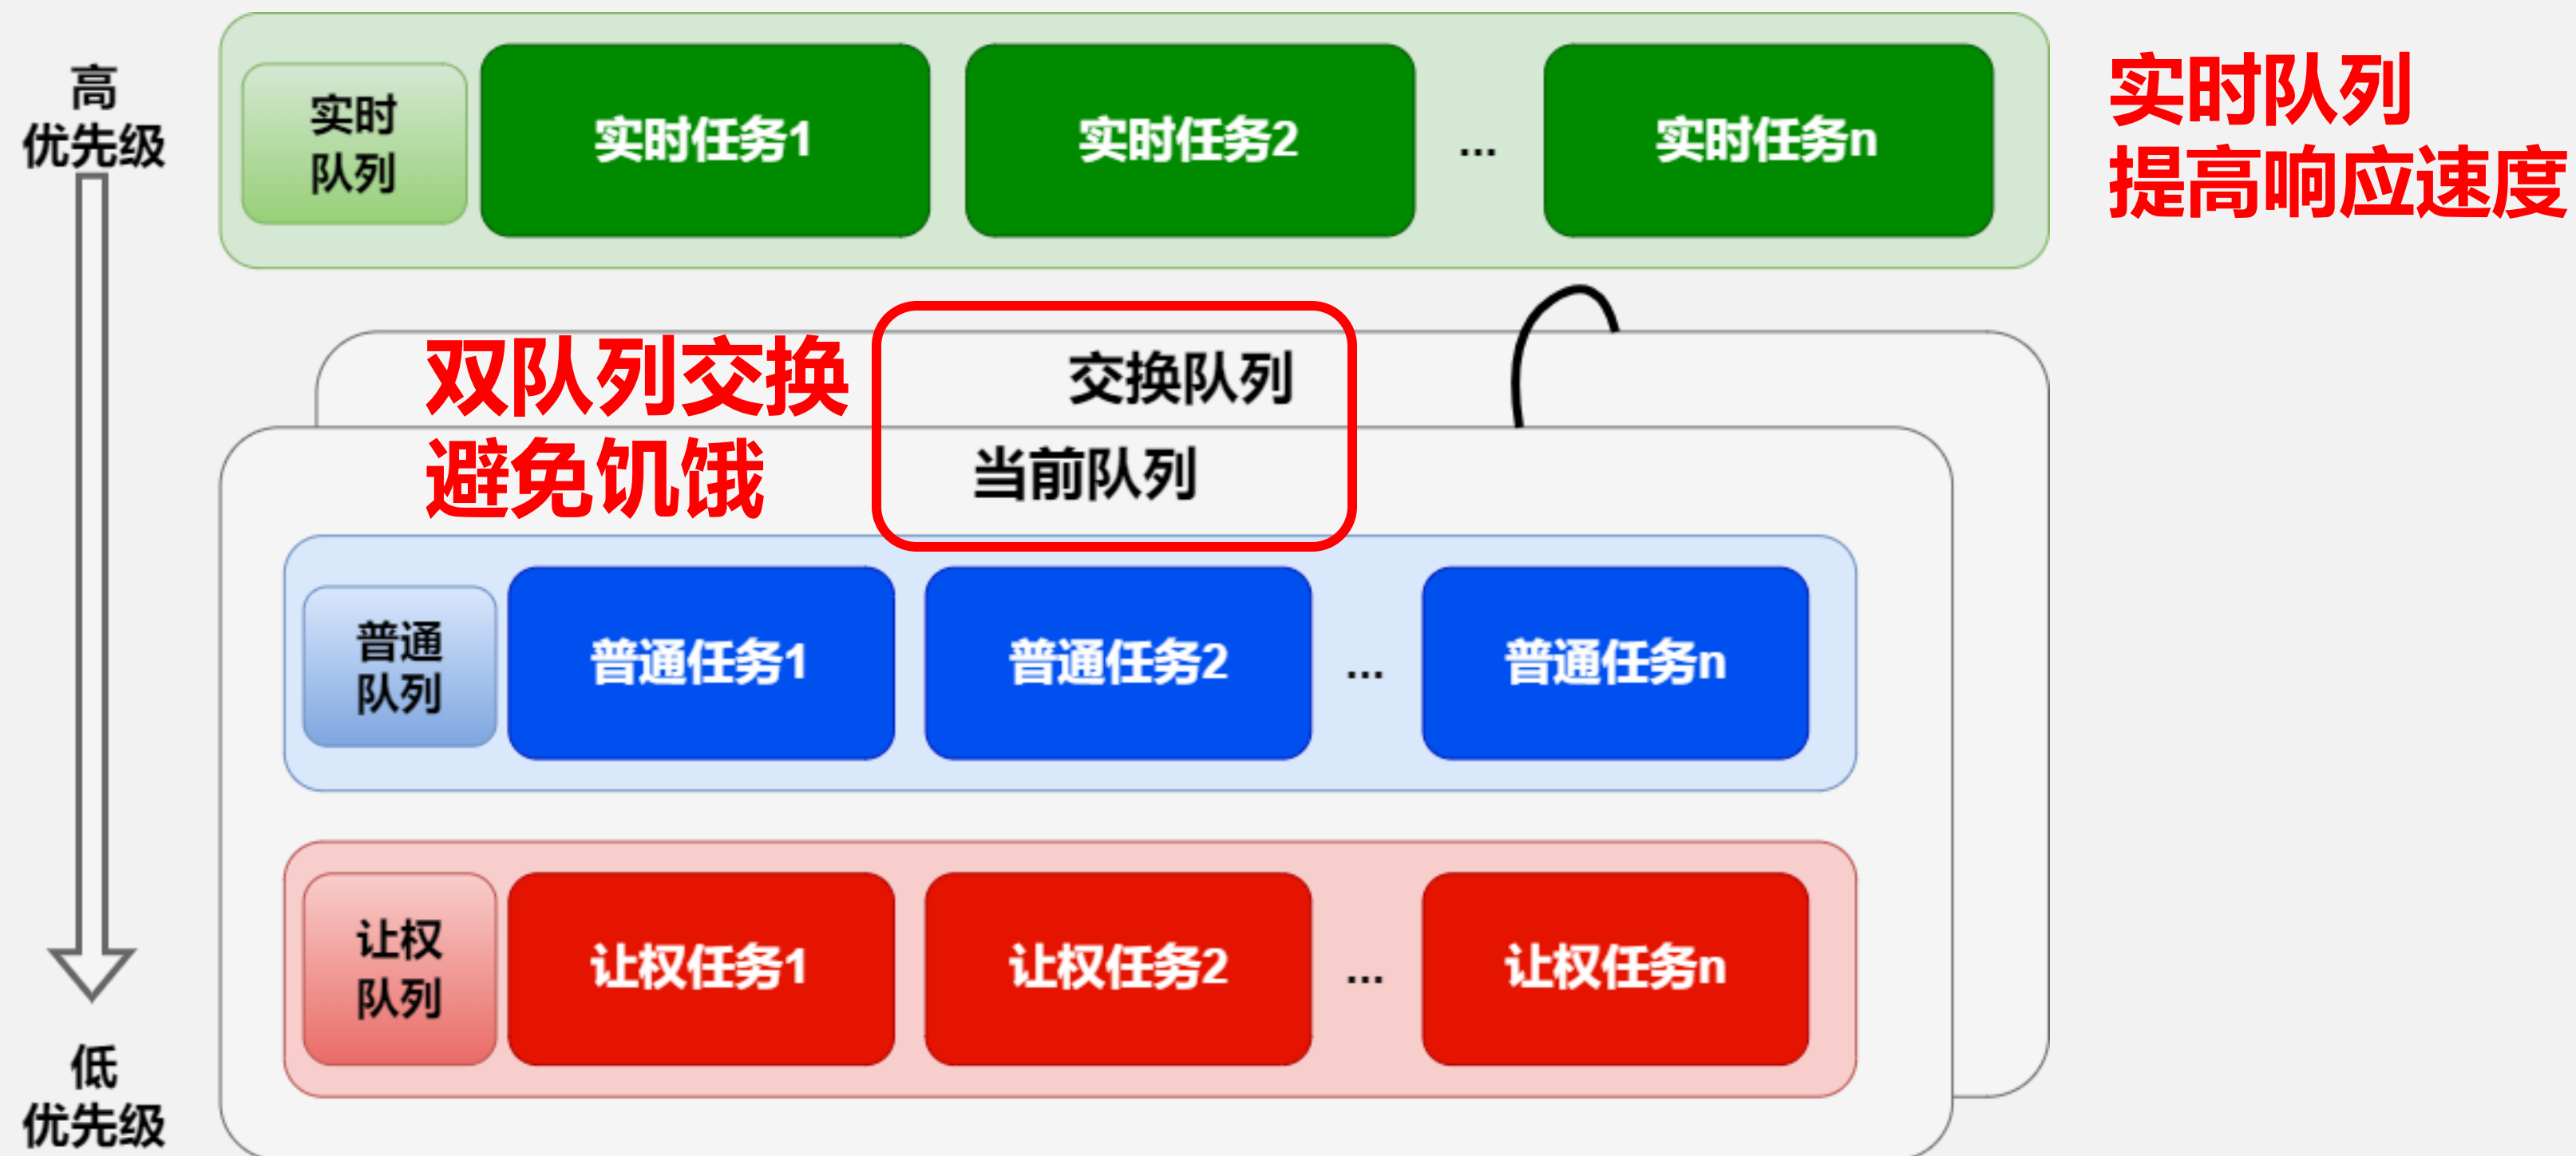 高
优先级
实时
队列
实时任务1
实时任务2
...
实时任务n
实时队列
提高响应速度
双队列交换
避免饥饿
交换队列
当前队列
普通
队列
普通任务1
普通任务2
...
普通任务n
让权
队列
让权任务1
让权任务2
...
让权任务n
低
优先级